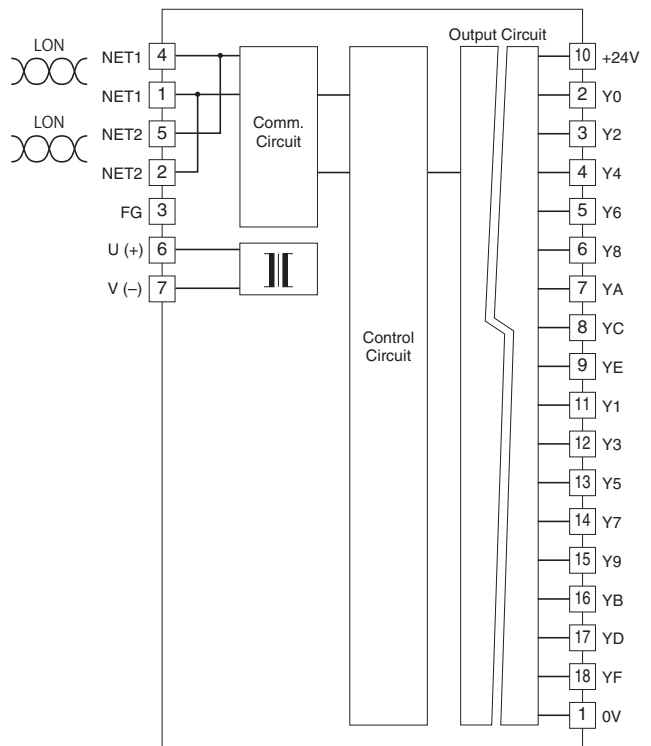 LON
NET1 4
NET1 1
LON
NET2 5
NET2 2
FG 3
U (+) 6
V (–) 7
Comm.
Circuit
Control
Circuit
Output Circuit
10 +24V
2 Y0
3 Y2
4 Y4
5 Y6
6 Y8
7 YA
8 YC
9 YE
11 Y1
12 Y3
13 Y5
14 Y7
15 Y9
16 YB
17 YD
18 YF
1 0V